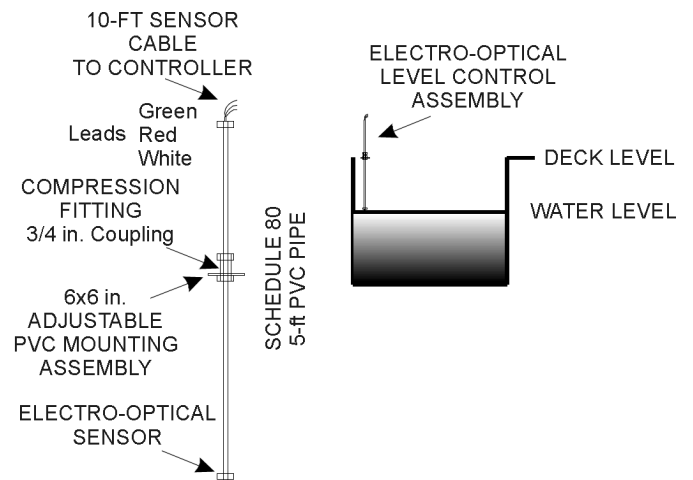 10-FT SENSOR
CABLE
TO CONTROLLER
Green
Leads Red
White
COMPRESSION
FITTING
3/4 in. Coupling
6x6 in.
ADJUSTABLE
PVC MOUNTING
ASSEMBLY
ELECTRO-OPTICAL
SENSOR
SCHEDULE 80
5-ft PVC PIPE
ELECTRO-OPTICAL
LEVEL CONTROL
ASSEMBLY
DECK LEVEL
WATER LEVEL